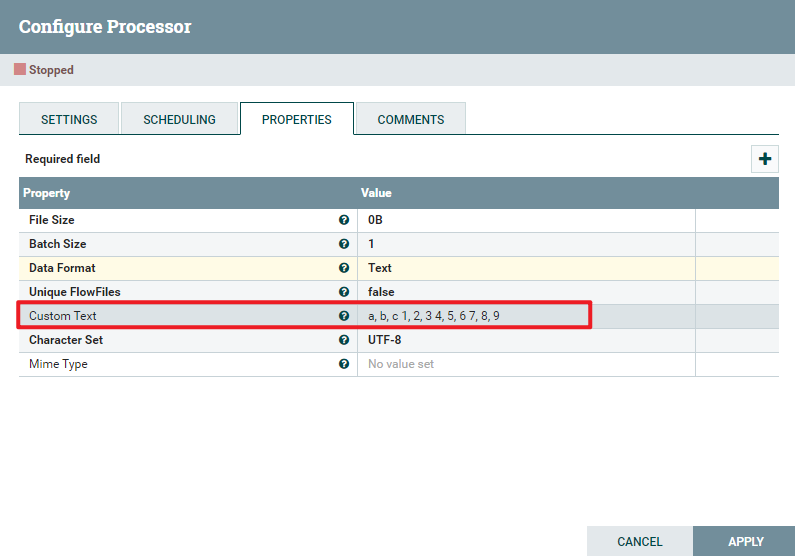 Configure Processor
Stopped
SETTINGS SCHEDULING PROPERTIES COMMENTS
Required field
Property Value
File Size 0B
Batch Size 1
Data Format Text
Unique FlowFiles false
Custom Text a, b, c 1, 2, 3 4, 5, 6 7, 8, 9
Character Set UTF-8
Mime Type No value set
CANCEL APPLY